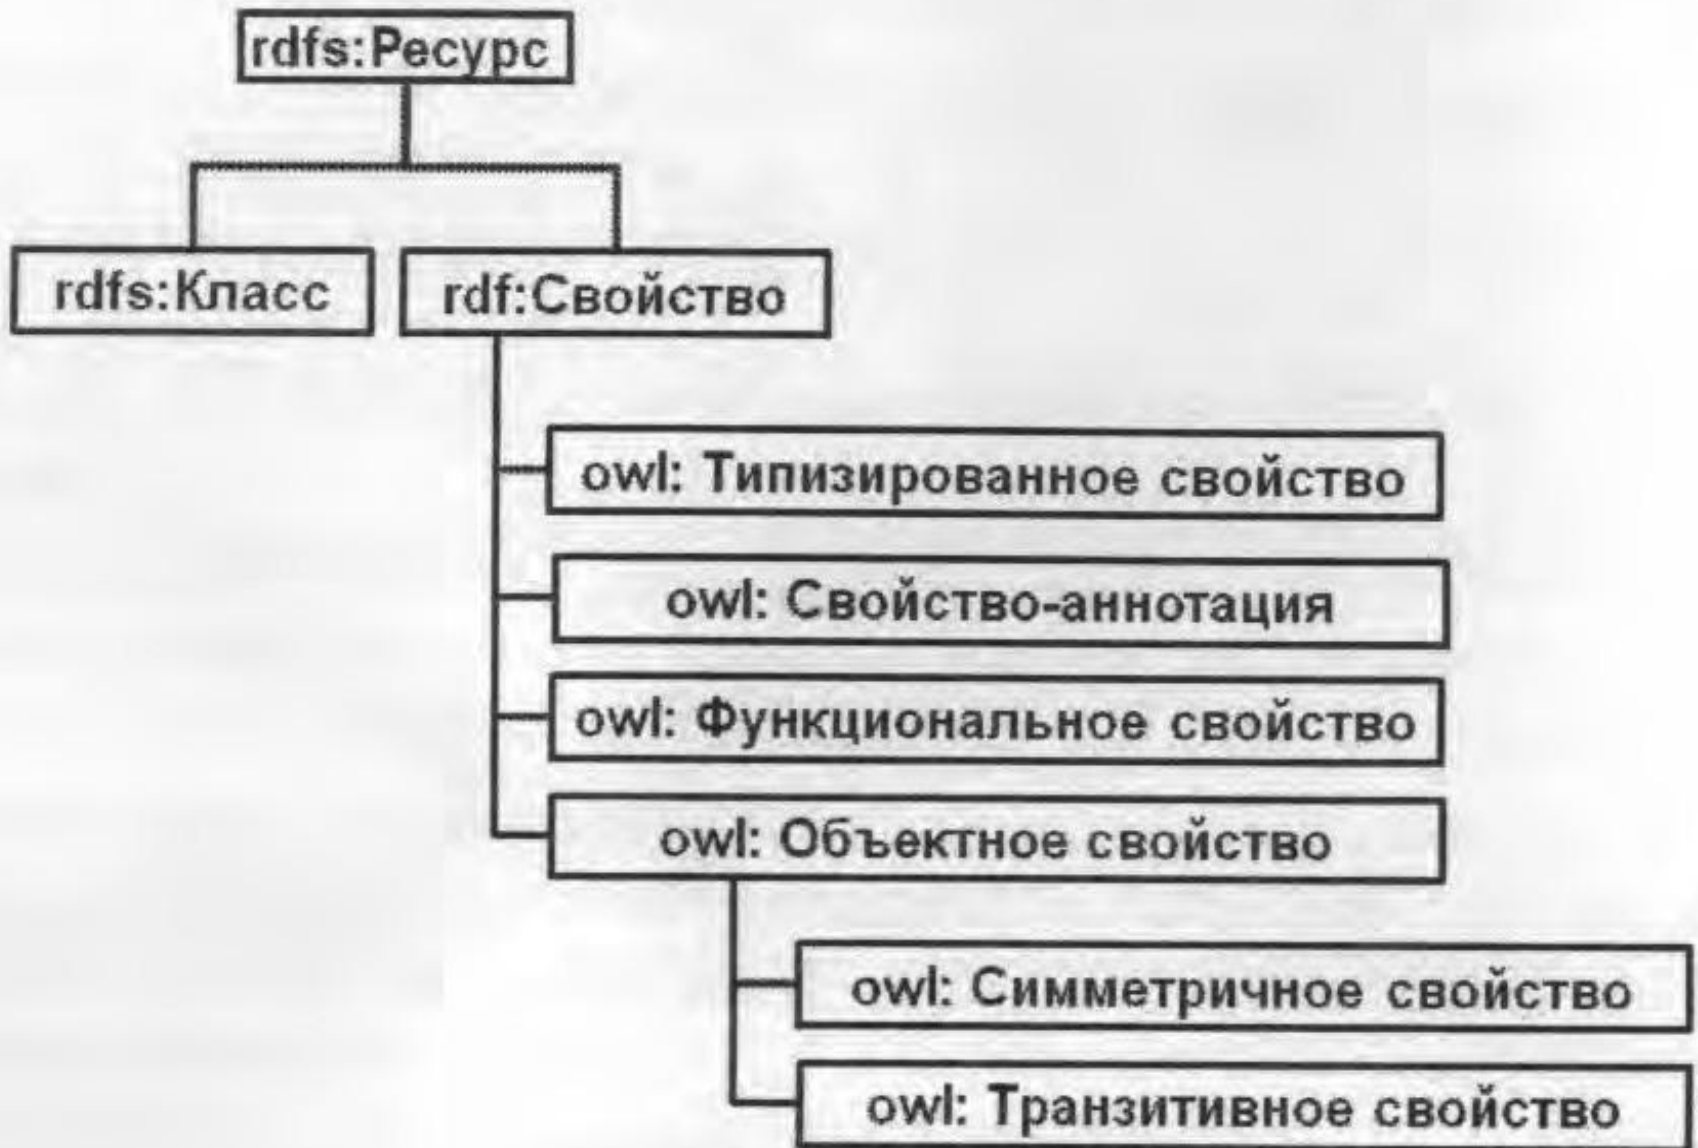 rdfs:Ресурс
rdfs:Класс
rdf:Свойство
owl: Типизированное свойство
owl: Свойство-аннотация
owl: Функциональное свойство
owl: Объектное свойство
owl: Симметричное свойство
owl: Транзитивное свойство